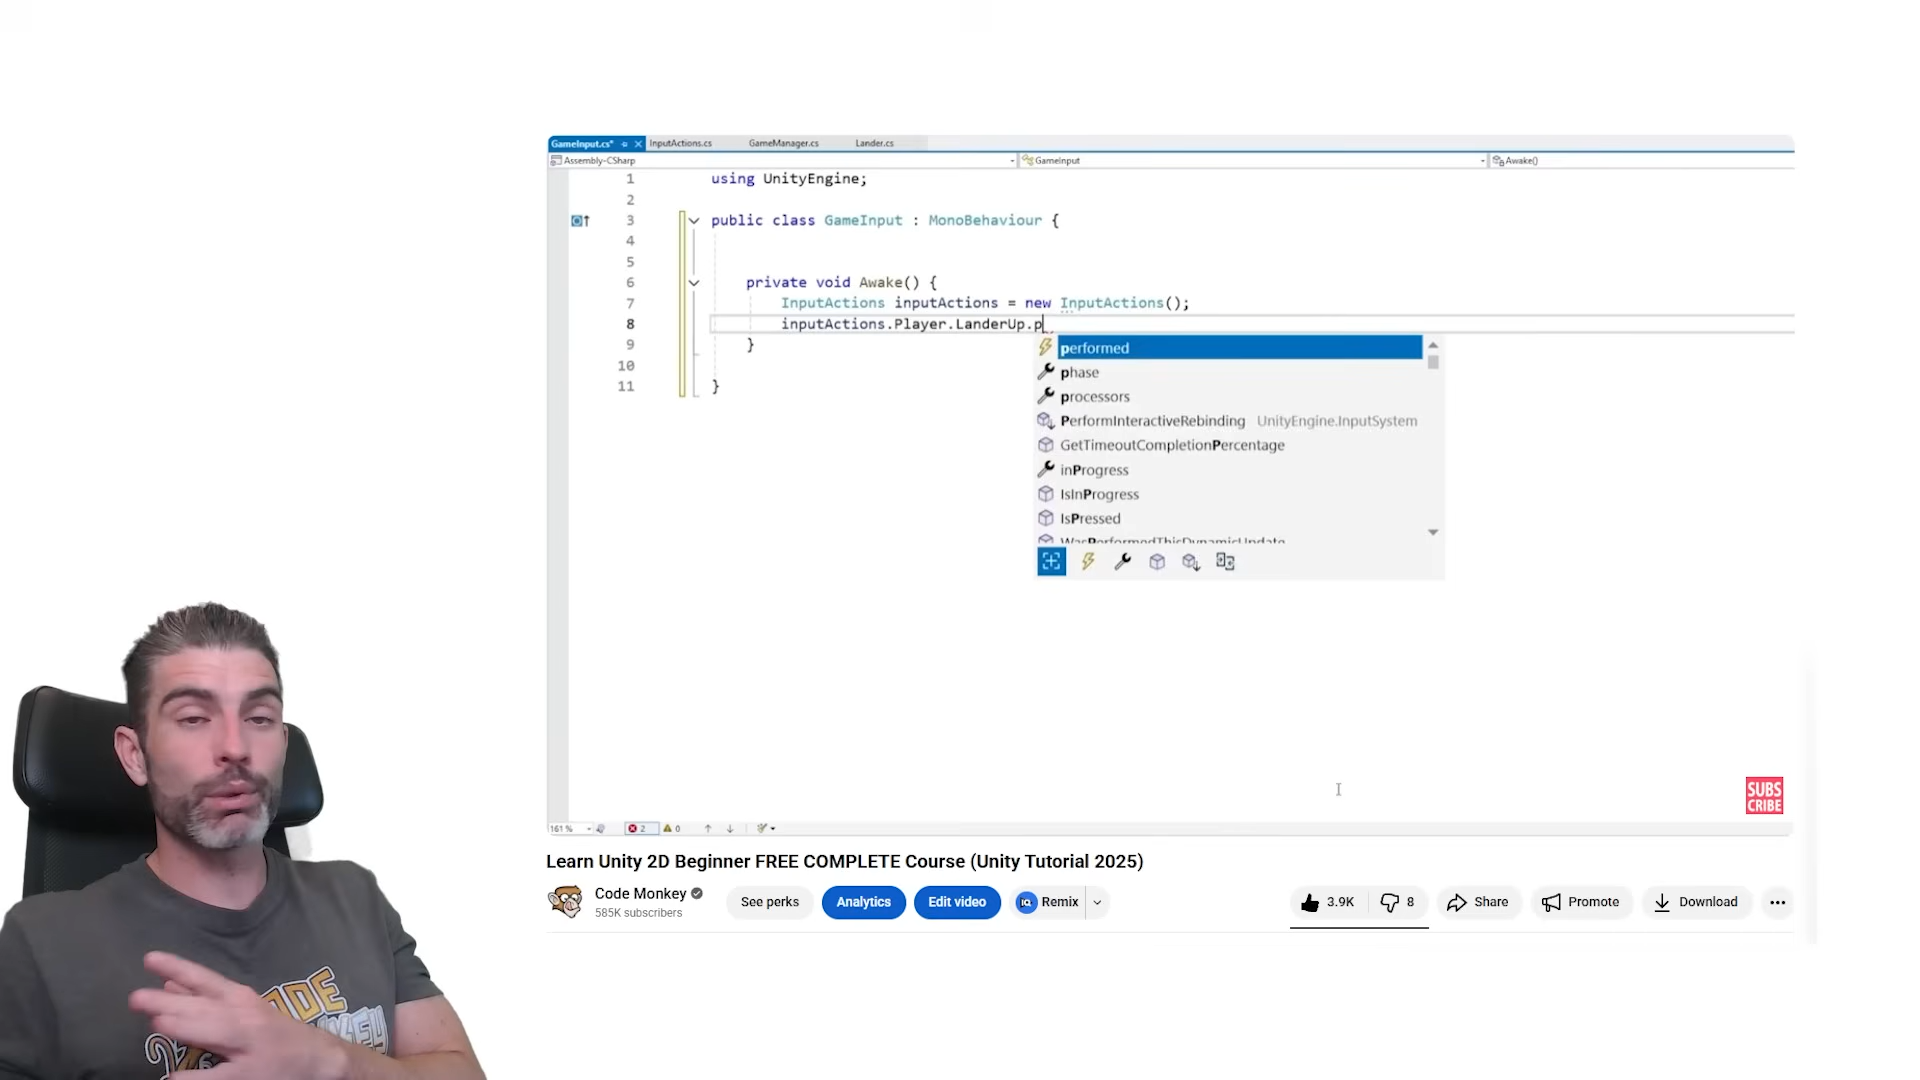 GameInput.cs*
InputActions.cs
GameManager.cs
Lander.cs
Assembly-CSharp
GameInput
Awake()
1 using UnityEngine;
2
3 public class GameInput : MonoBehaviour {
4
5
6 private void Awake() {
7 InputActions inputActions = new InputActions();
8 inputActions.Player.LanderUp.p
9 }
10
11 }
performed
phase
processors
PerformInteractiveRebinding UnityEngine.InputSystem
GetTimeoutCompletionPercentage
inProgress
IsInProgress
IsPressed
WasPerformedThisDynamicUpdate
SUBS
CRIBE
161 %
2
0
Learn Unity 2D Beginner FREE COMPLETE Course (Unity Tutorial 2025)
Code Monkey
585K subscribers
See perks
Analytics
Edit video
IQ
Remix
3.9K
8
Share
Promote
Download